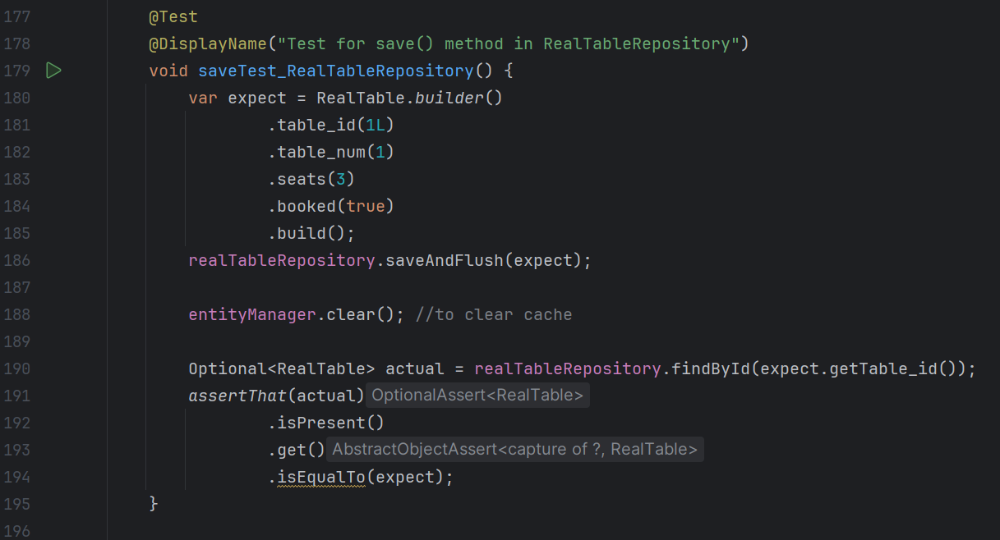 177 @Test
178 @DisplayName("Test for save() method in RealTableRepository")
179 void saveTest_RealTableRepository() {
180 var expect = RealTable.builder()
181 .table_id(1L)
182 .table_num(1)
183 .seats(3)
184 .booked(true)
185 .build();
186 realTableRepository.saveAndFlush(expect);
187
188 entityManager.clear(); //to clear cache
189
190 Optional<RealTable> actual = realTableRepository.findById(expect.getTable_id());
191 assertThat(actual) OptionalAssert<RealTable>
192 .isPresent()
193 .get() AbstractObjectAssert<capture of ?, RealTable>
194 .isEqualTo(expect);
195 }
196